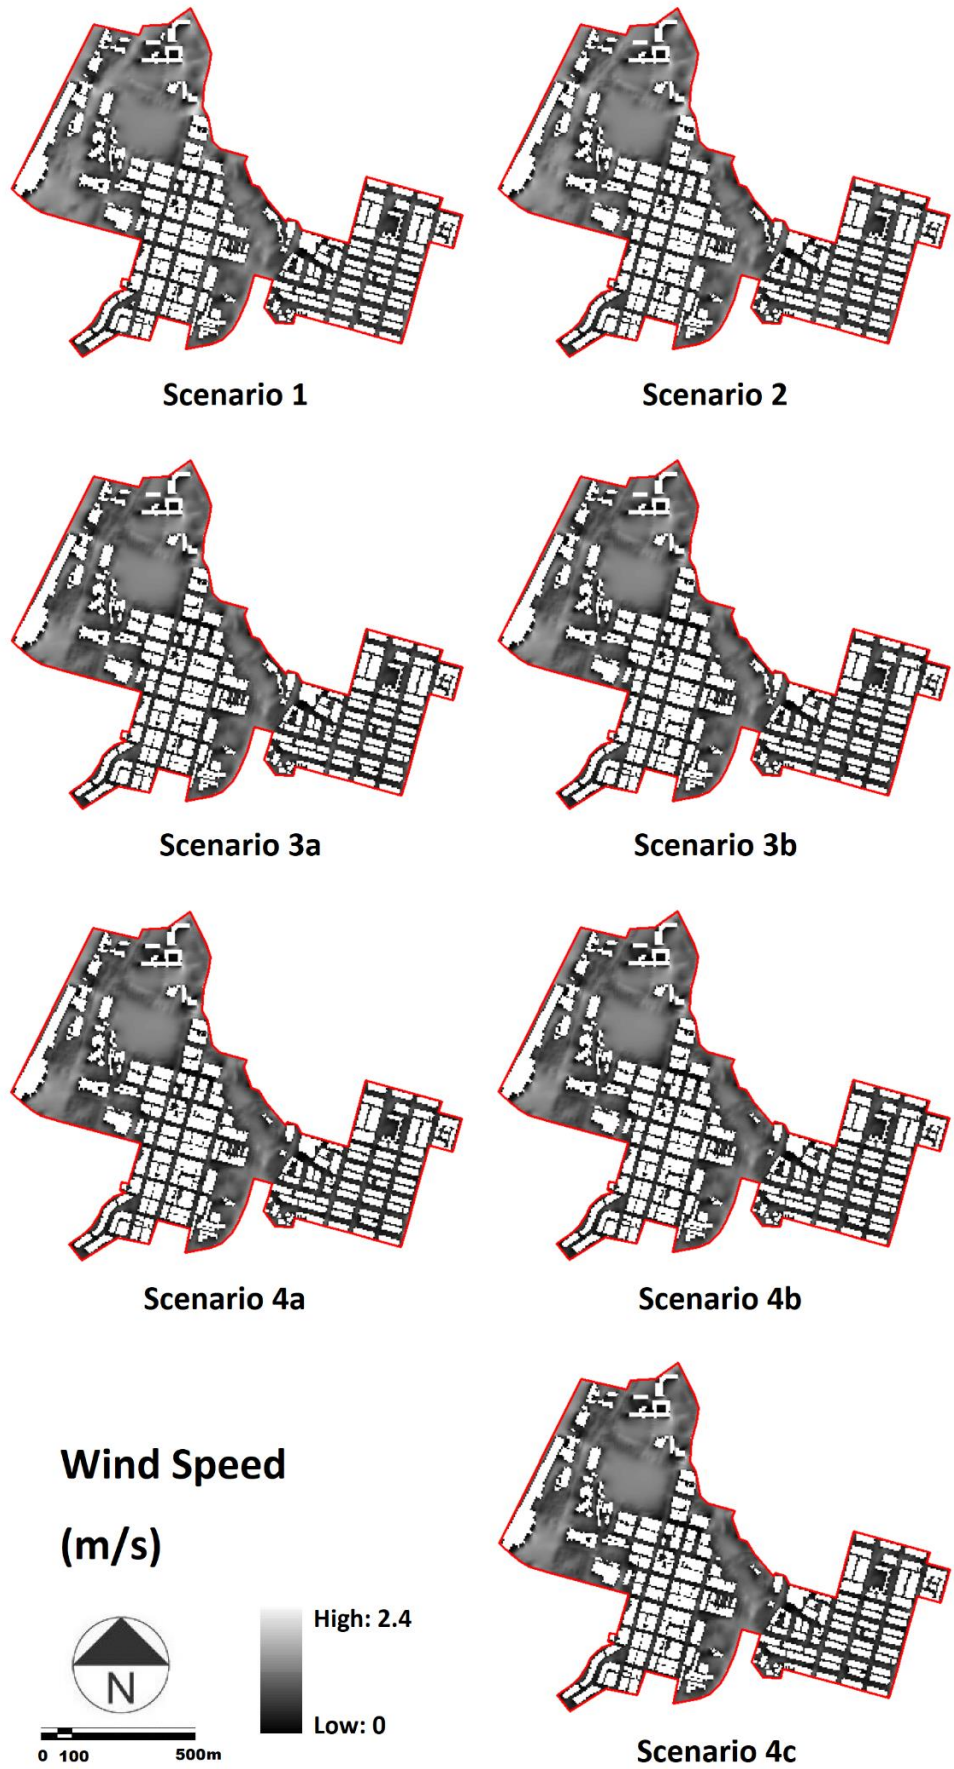 Scenario 1
Scenario 2
Scenario 3a
Scenario 3b
Scenario 4a
Scenario 4b
Wind Speed
(m/s)
N
High: 2.4
Low: 0
0 100 500m
Scenario 4c